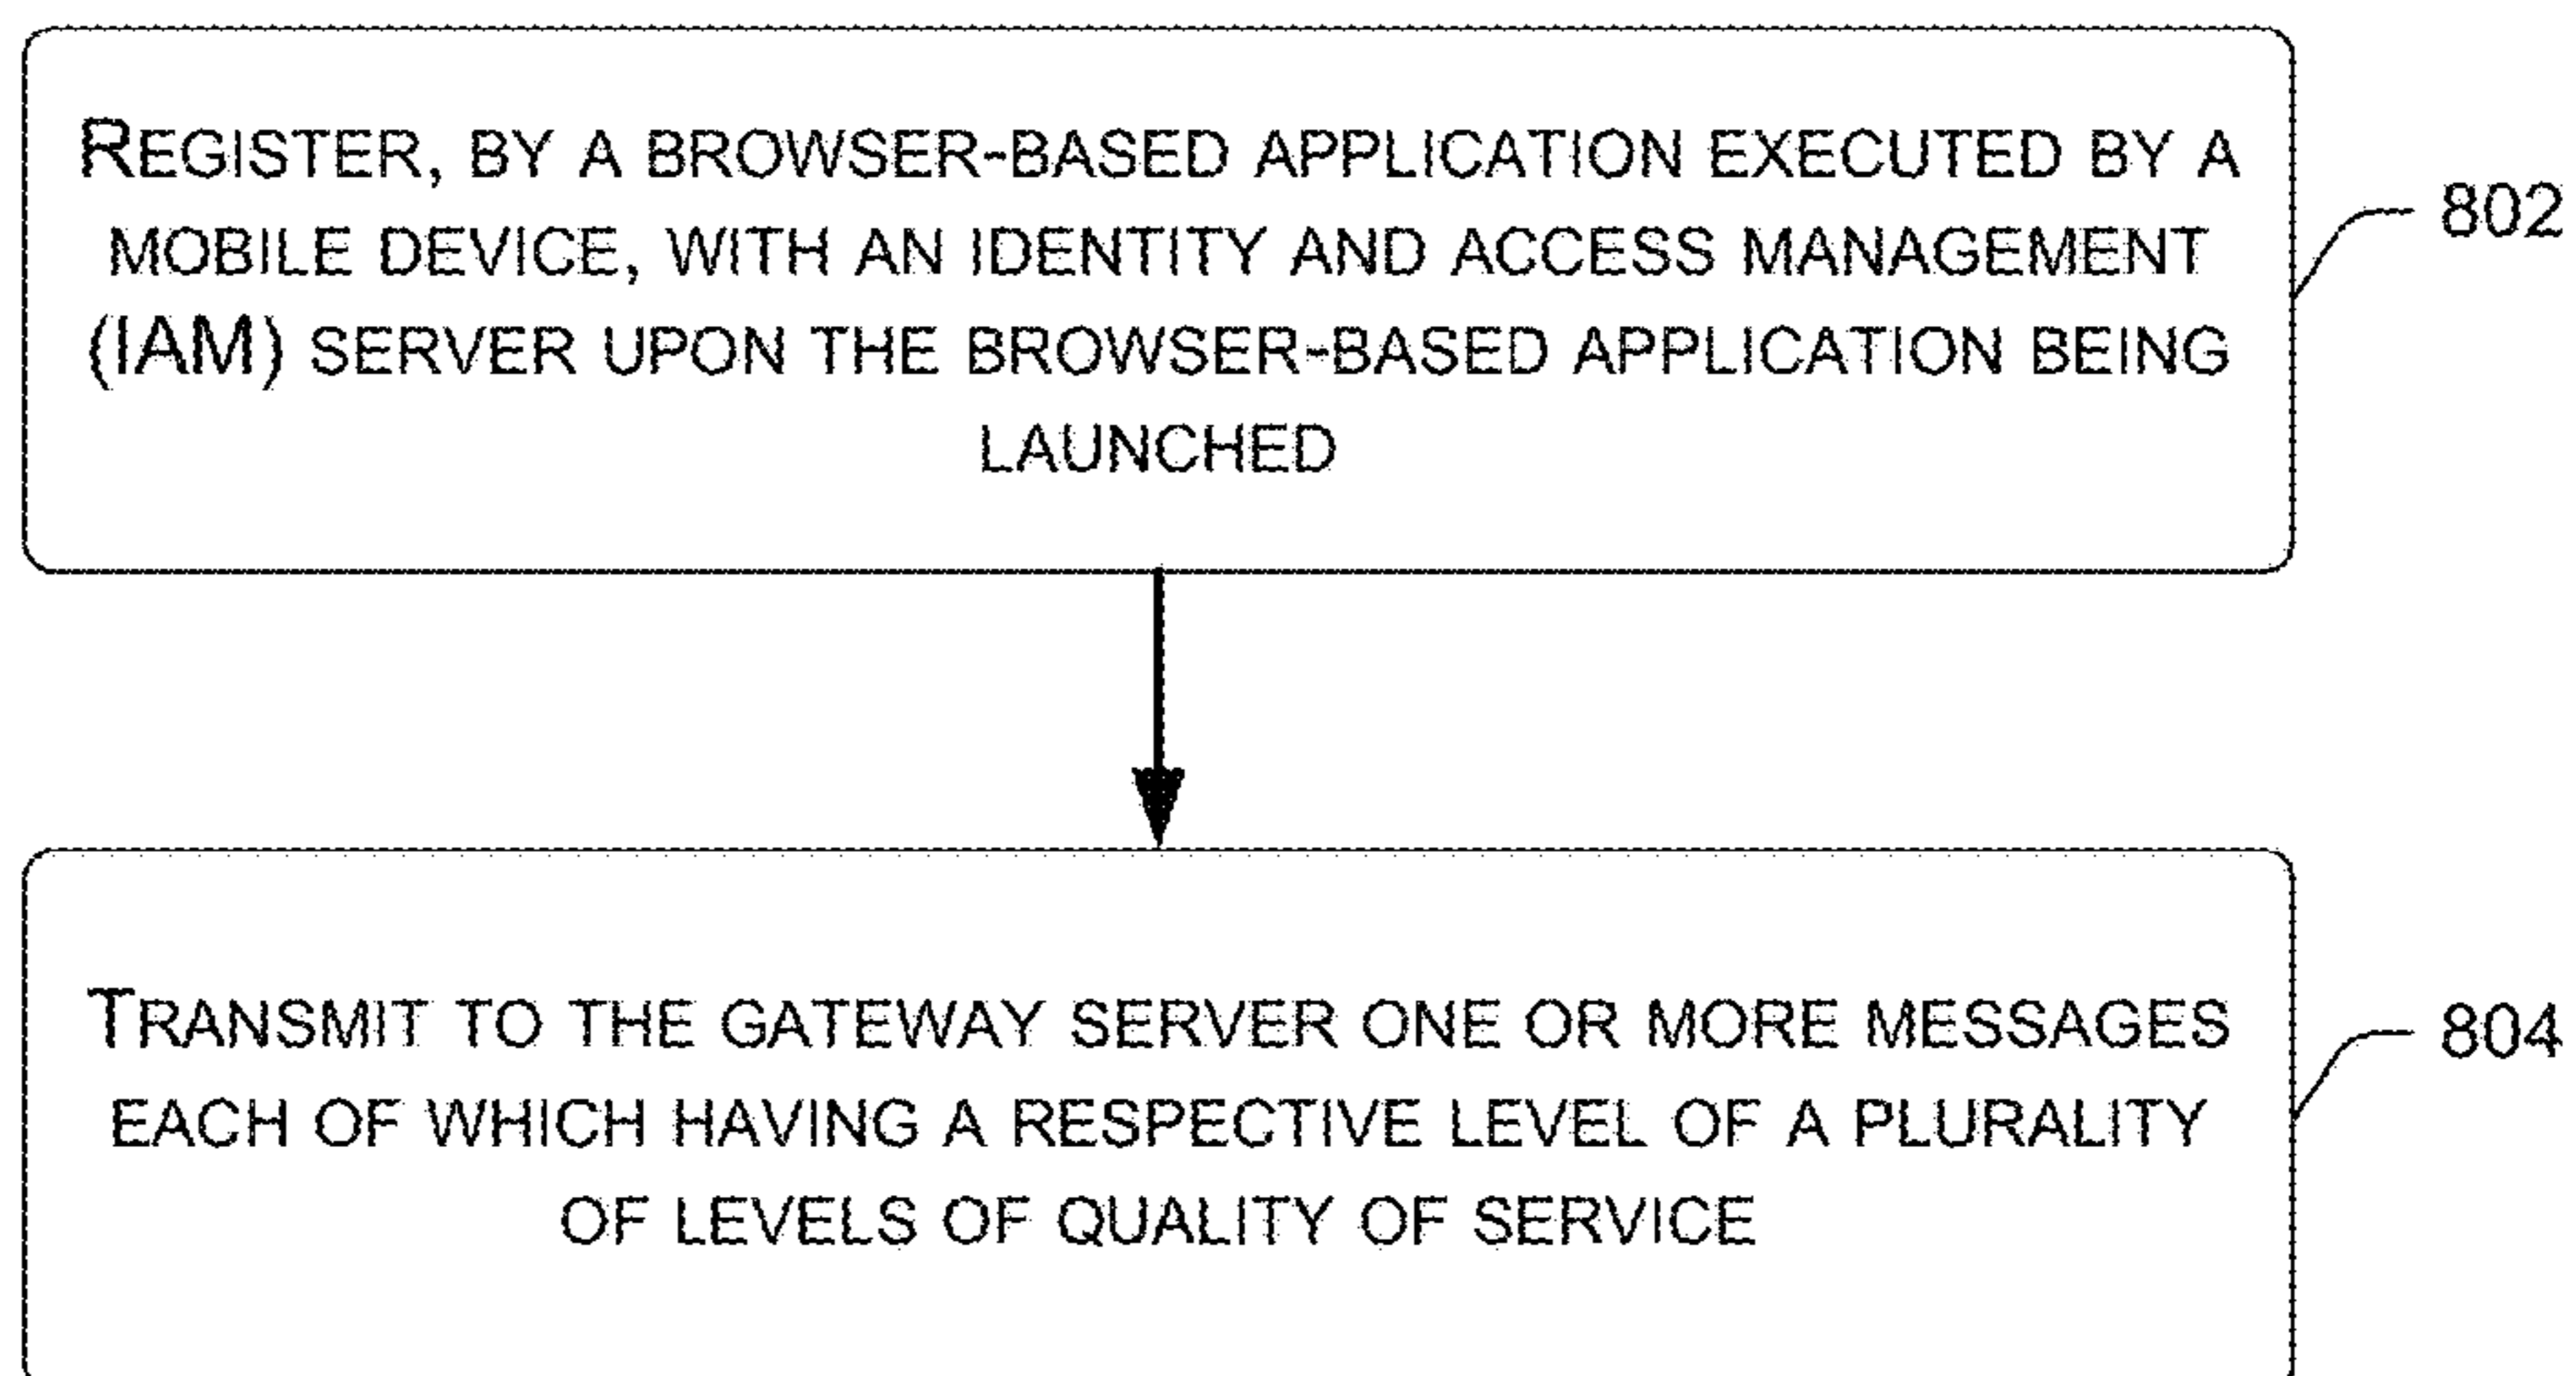 REGISTER, BY A BROWSER-BASED APPLICATION EXECUTED BY A
MOBILE DEVICE, WITH AN IDENTITY AND ACCESS MANAGEMENT
(IAM) SERVER UPON THE BROWSER-BASED APPLICATION BEING
LAUNCHED
802
TRANSMIT TO THE GATEWAY SERVER ONE OR MORE MESSAGES
EACH OF WHICH HAVING A RESPECTIVE LEVEL OF A PLURALITY
OF LEVELS OF QUALITY OF SERVICE
804